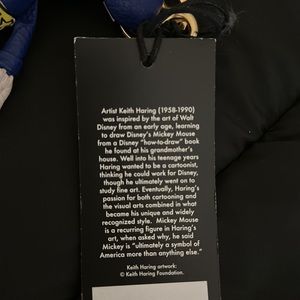 Artist Keith Haring (1958-1990)
was inspired by the art of Walt
Disney from an early age, learning
to draw Disney's Mickey Mouse
from a Disney "how-to-draw" book
he found at his grandmother's
house. Well into his teenage years
Haring wanted to be a cartoonist,
thinking he could work for Disney,
though he ultimately went on to
study fine art. Eventually, Haring's
passion for both cartooning and
the visual arts combined in what
became his unique and widely
recognized style. Mickey Mouse
is a recurring figure in Haring's
art, when asked why, he said
Mickey is "ultimately a symbol of
America more than anything else."
Keith Haring artwork:
© Keith Haring Foundation.